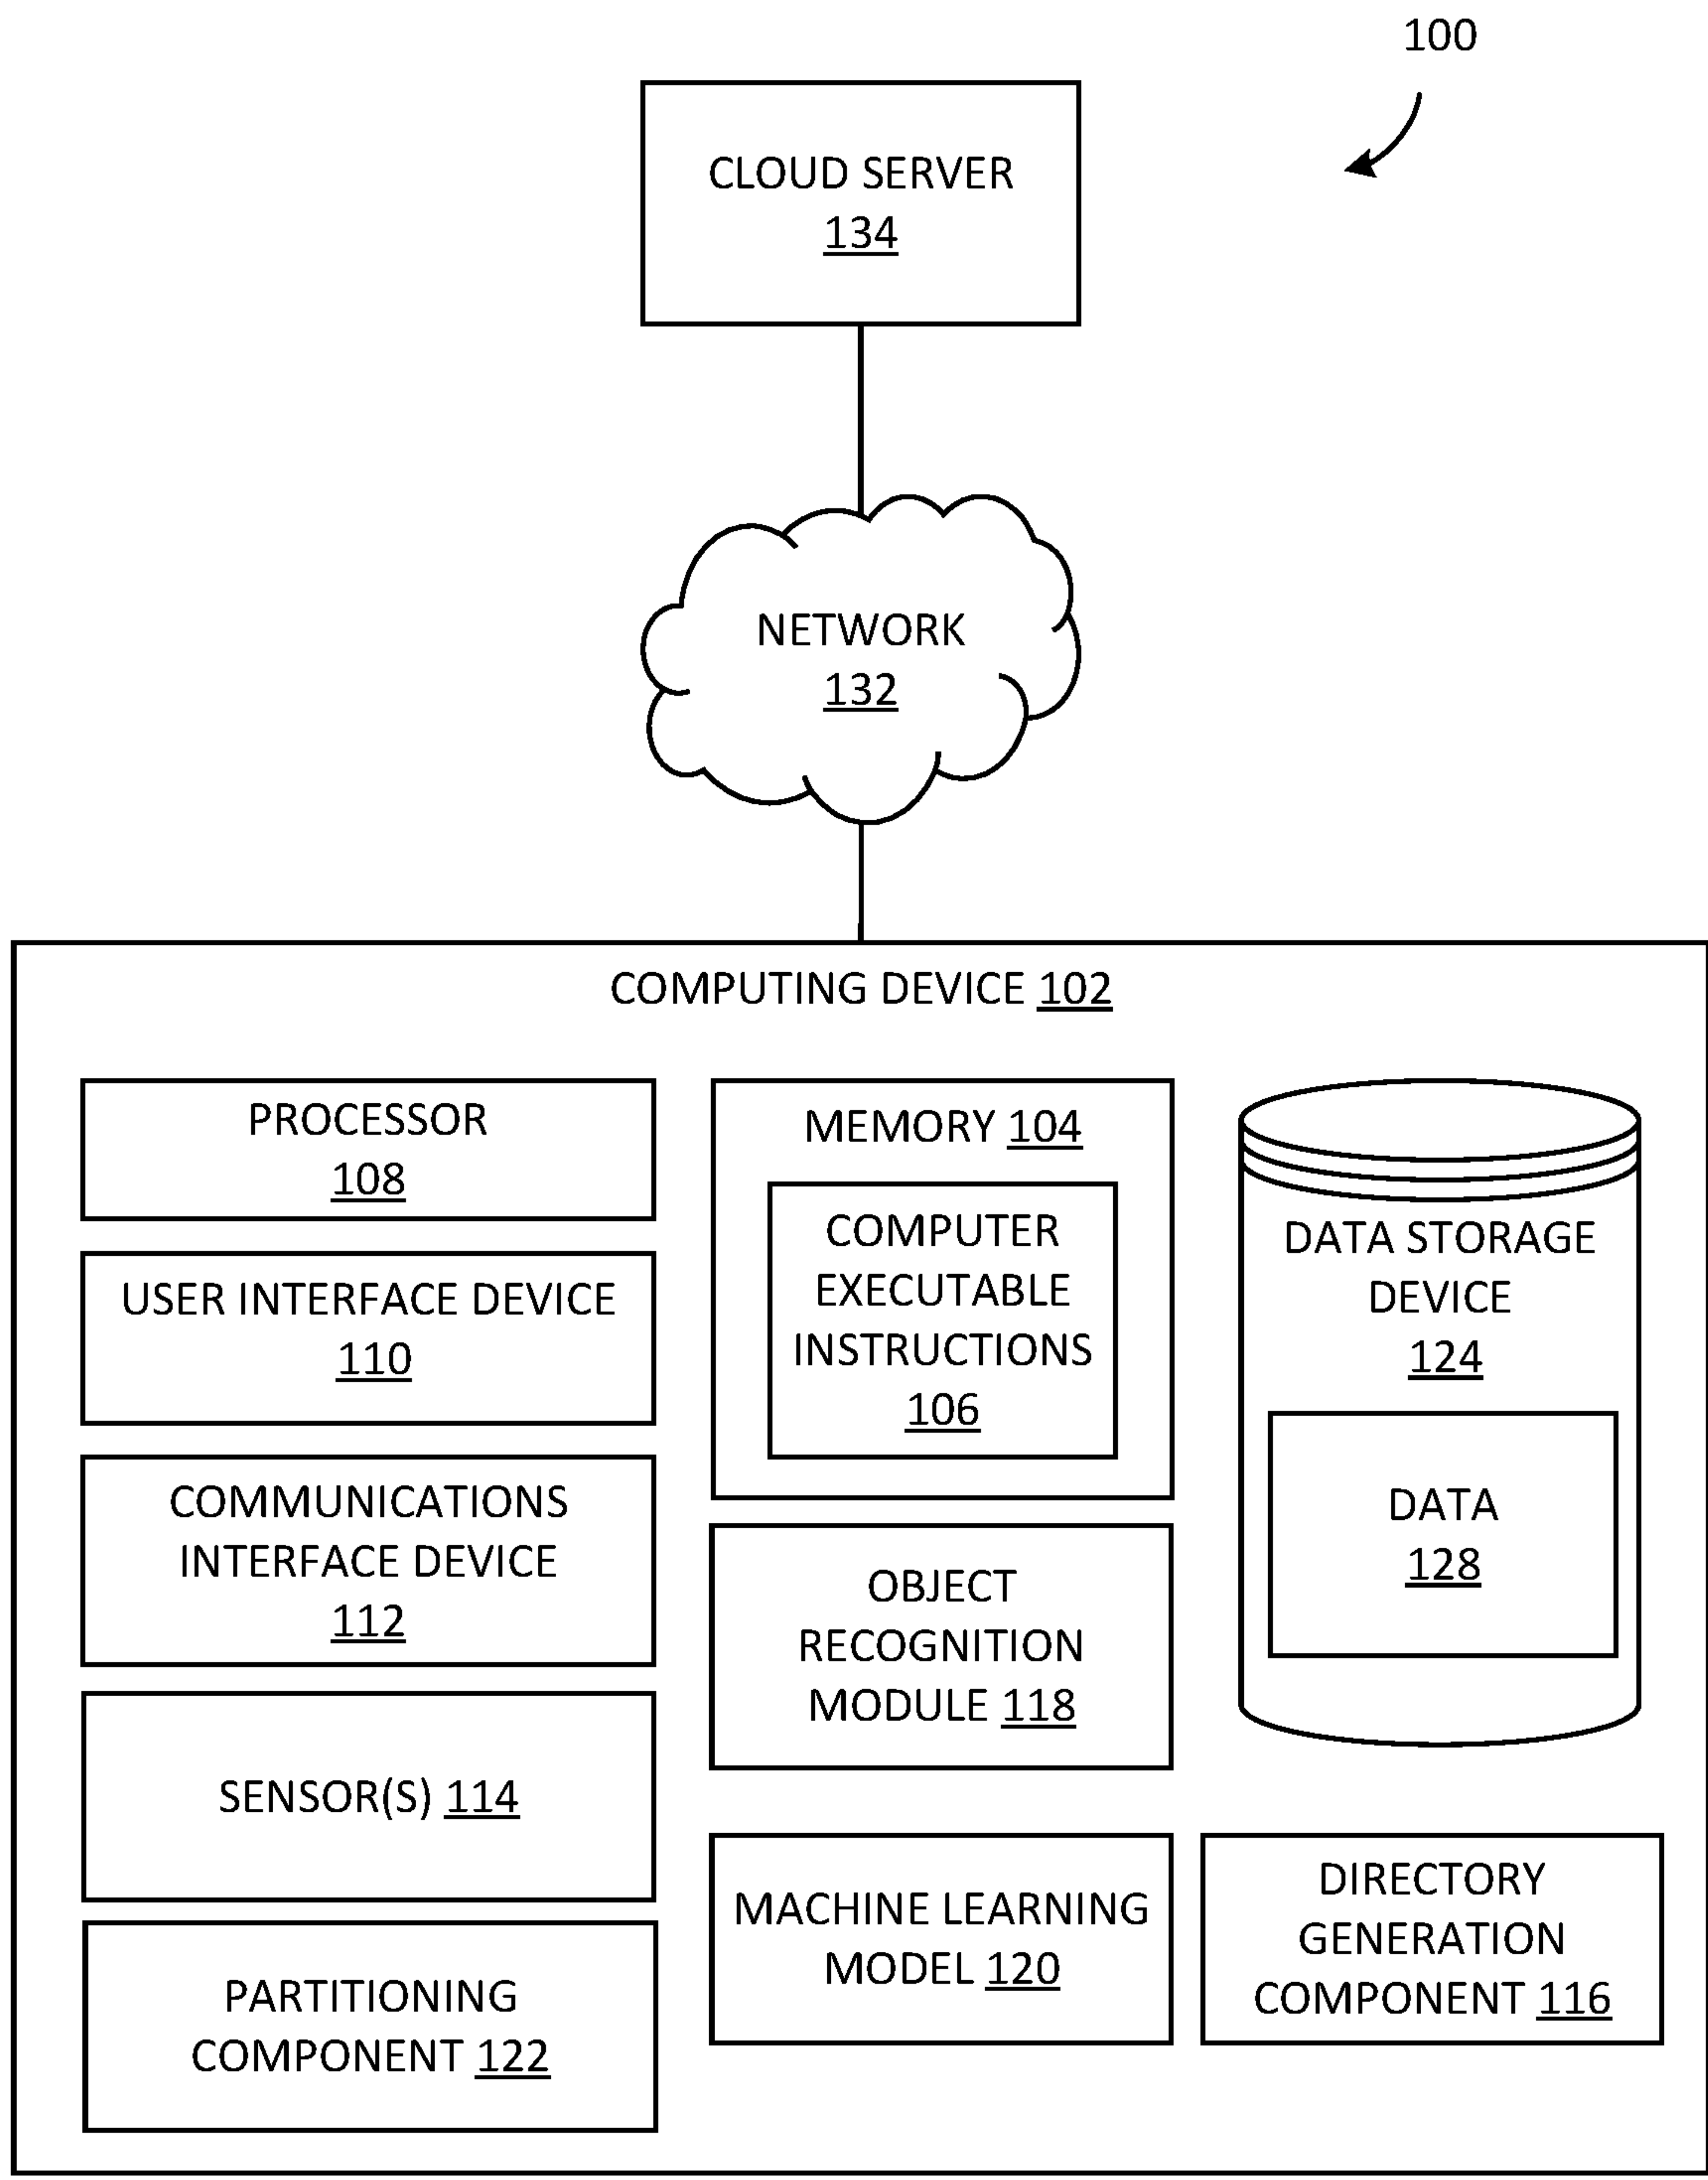 100
CLOUD SERVER
134
NETWORK
132
COMPUTING DEVICE 102
PROCESSOR
108
USER INTERFACE DEVICE
110
COMMUNICATIONS
INTERFACE DEVICE
112
SENSOR(S) 114
PARTITIONING
COMPONENT 122
MEMORY 104
COMPUTER
EXECUTABLE
INSTRUCTIONS
106
OBJECT
RECOGNITION
MODULE 118
MACHINE LEARNING
MODEL 120
DATA STORAGE
DEVICE
124
DATA
128
DIRECTORY
GENERATION
COMPONENT 116